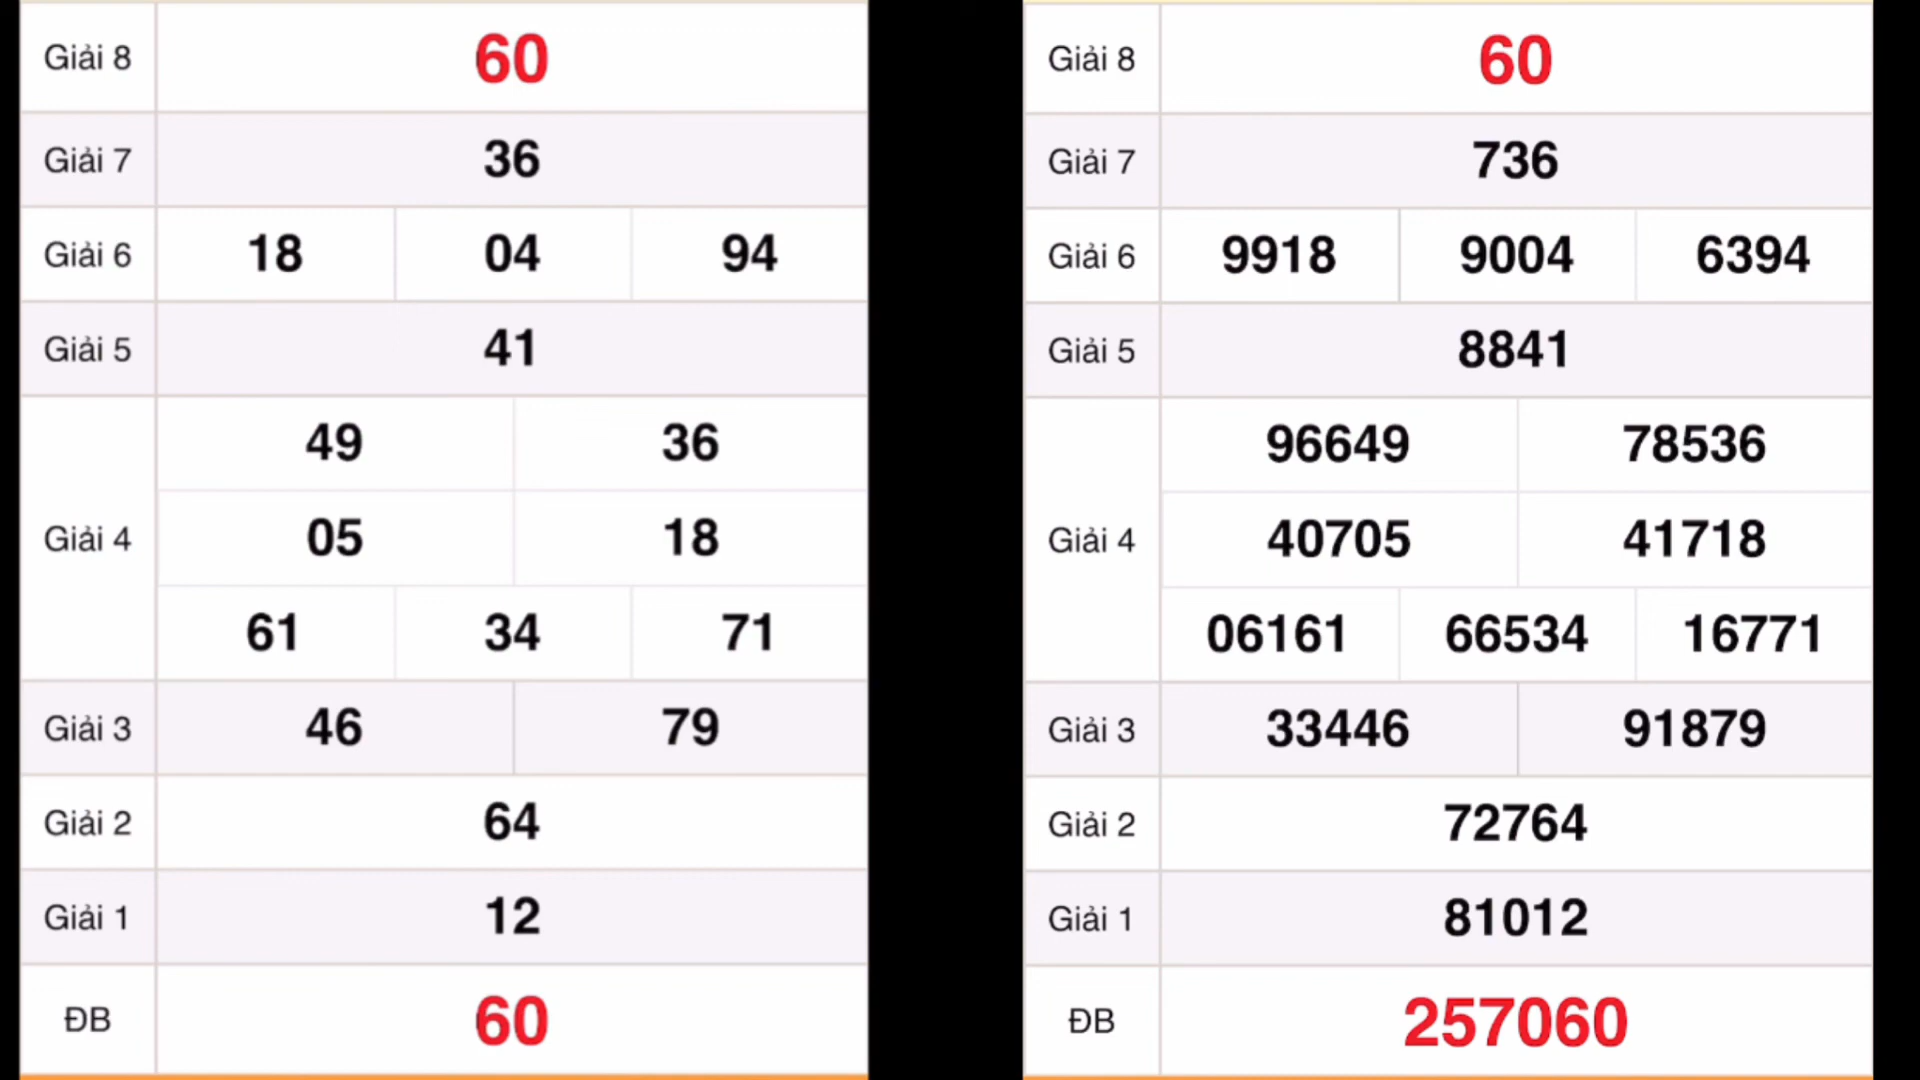 Giải 8 60
Giải 7 36
Giải 6 18 04 94
Giải 5 41
49 36
Giải 4 05 18
61 34 71
Giải 3 46 79
Giải 2 64
Giải 1 12
ĐB 60
Giải 8 60
Giải 7 736
Giải 6 9918 9004 6394
Giải 5 8841
96649 78536
Giải 4 40705 41718
06161 66534 16771
Giải 3 33446 91879
Giải 2 72764
Giải 1 81012
ĐB 257060